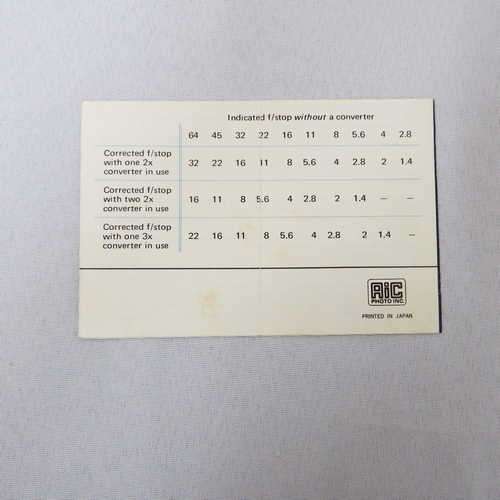 Indicated f/stop without a converter
64 45 32 22 16 11 8 5.6 4 2.8
Corrected f/stop
with one 2x
converter in use
32 22 16 11 8 5.6 4 2.8 2 1.4
Corrected f/stop
with two 2x
converter in use
16 11 8 5.6 4 2.8 2 1.4 — —
Corrected f/stop
with one 3x
converter in use
22 16 11 8 5.6 4 2.8 2 1.4 —
AiC
PHOTO INC.
PRINTED IN JAPAN